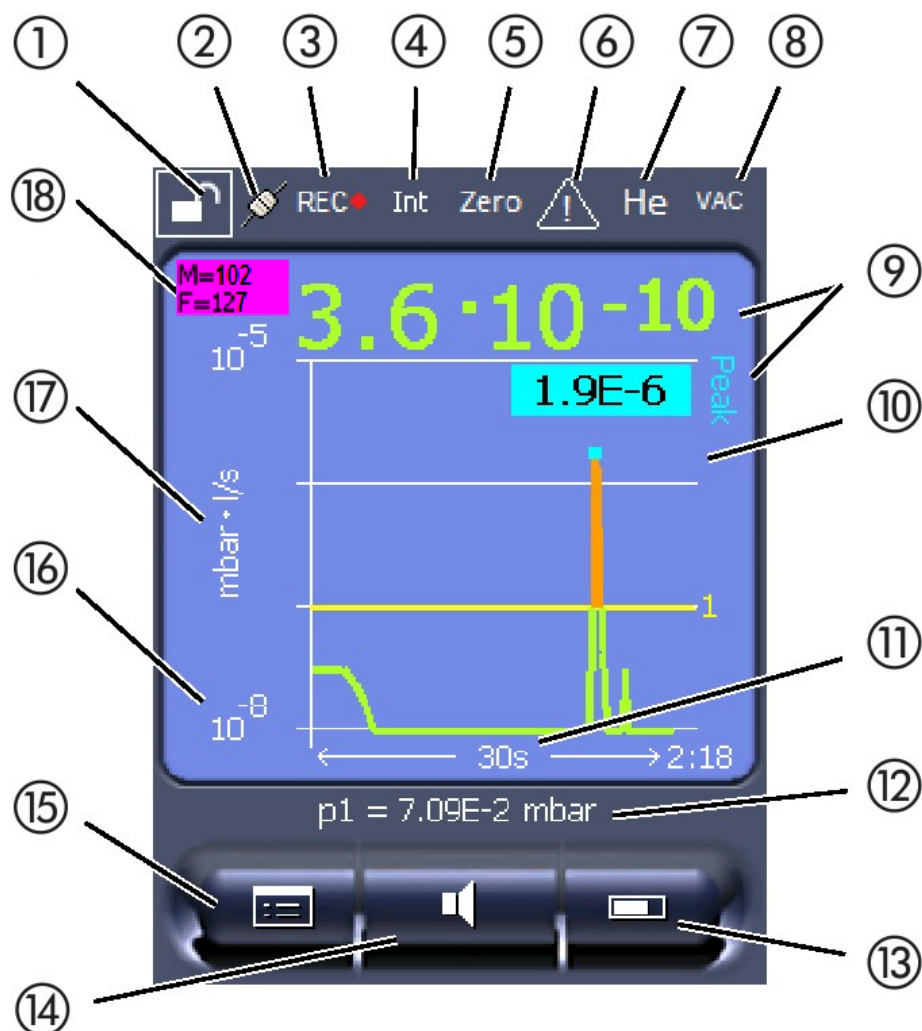 ① ② ③ ④ ⑤ ⑥ ⑦ ⑧
REC Int Zero ! He VAC
⑱
M=102
F=127
3.6·10-10
⑨
10-5
Peak
1.9E-6
⑰
⑩
mbar·l/s
⑯
1
⑪
10-8
30s 2:18
p1 = 7.09E-2 mbar
⑫
⑮
⑬
⑭